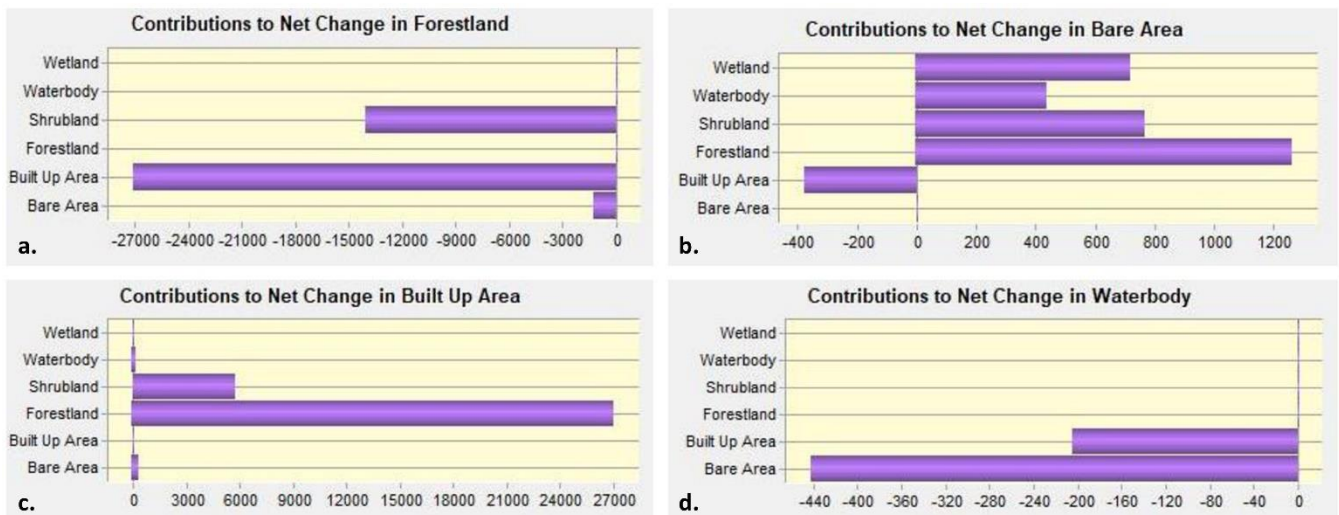 Contributions to Net Change in Forestland
Wetland
Waterbody
Shrubland
Forestland
Built Up Area
Bare Area
-27000 -24000 -21000 -18000 -15000 -12000 -9000 -6000 -3000 0
a.
Contributions to Net Change in Bare Area
Wetland
Waterbody
Shrubland
Forestland
Built Up Area
Bare Area
-400 -200 0 200 400 600 800 1000 1200
b.
Contributions to Net Change in Built Up Area
Wetland
Waterbody
Shrubland
Forestland
Built Up Area
Bare Area
0 3000 6000 9000 12000 15000 18000 21000 24000 27000
c.
Contributions to Net Change in Waterbody
Wetland
Waterbody
Shrubland
Forestland
Built Up Area
Bare Area
-440 -400 -360 -320 -280 -240 -200 -160 -120 -80 -40 0
d.